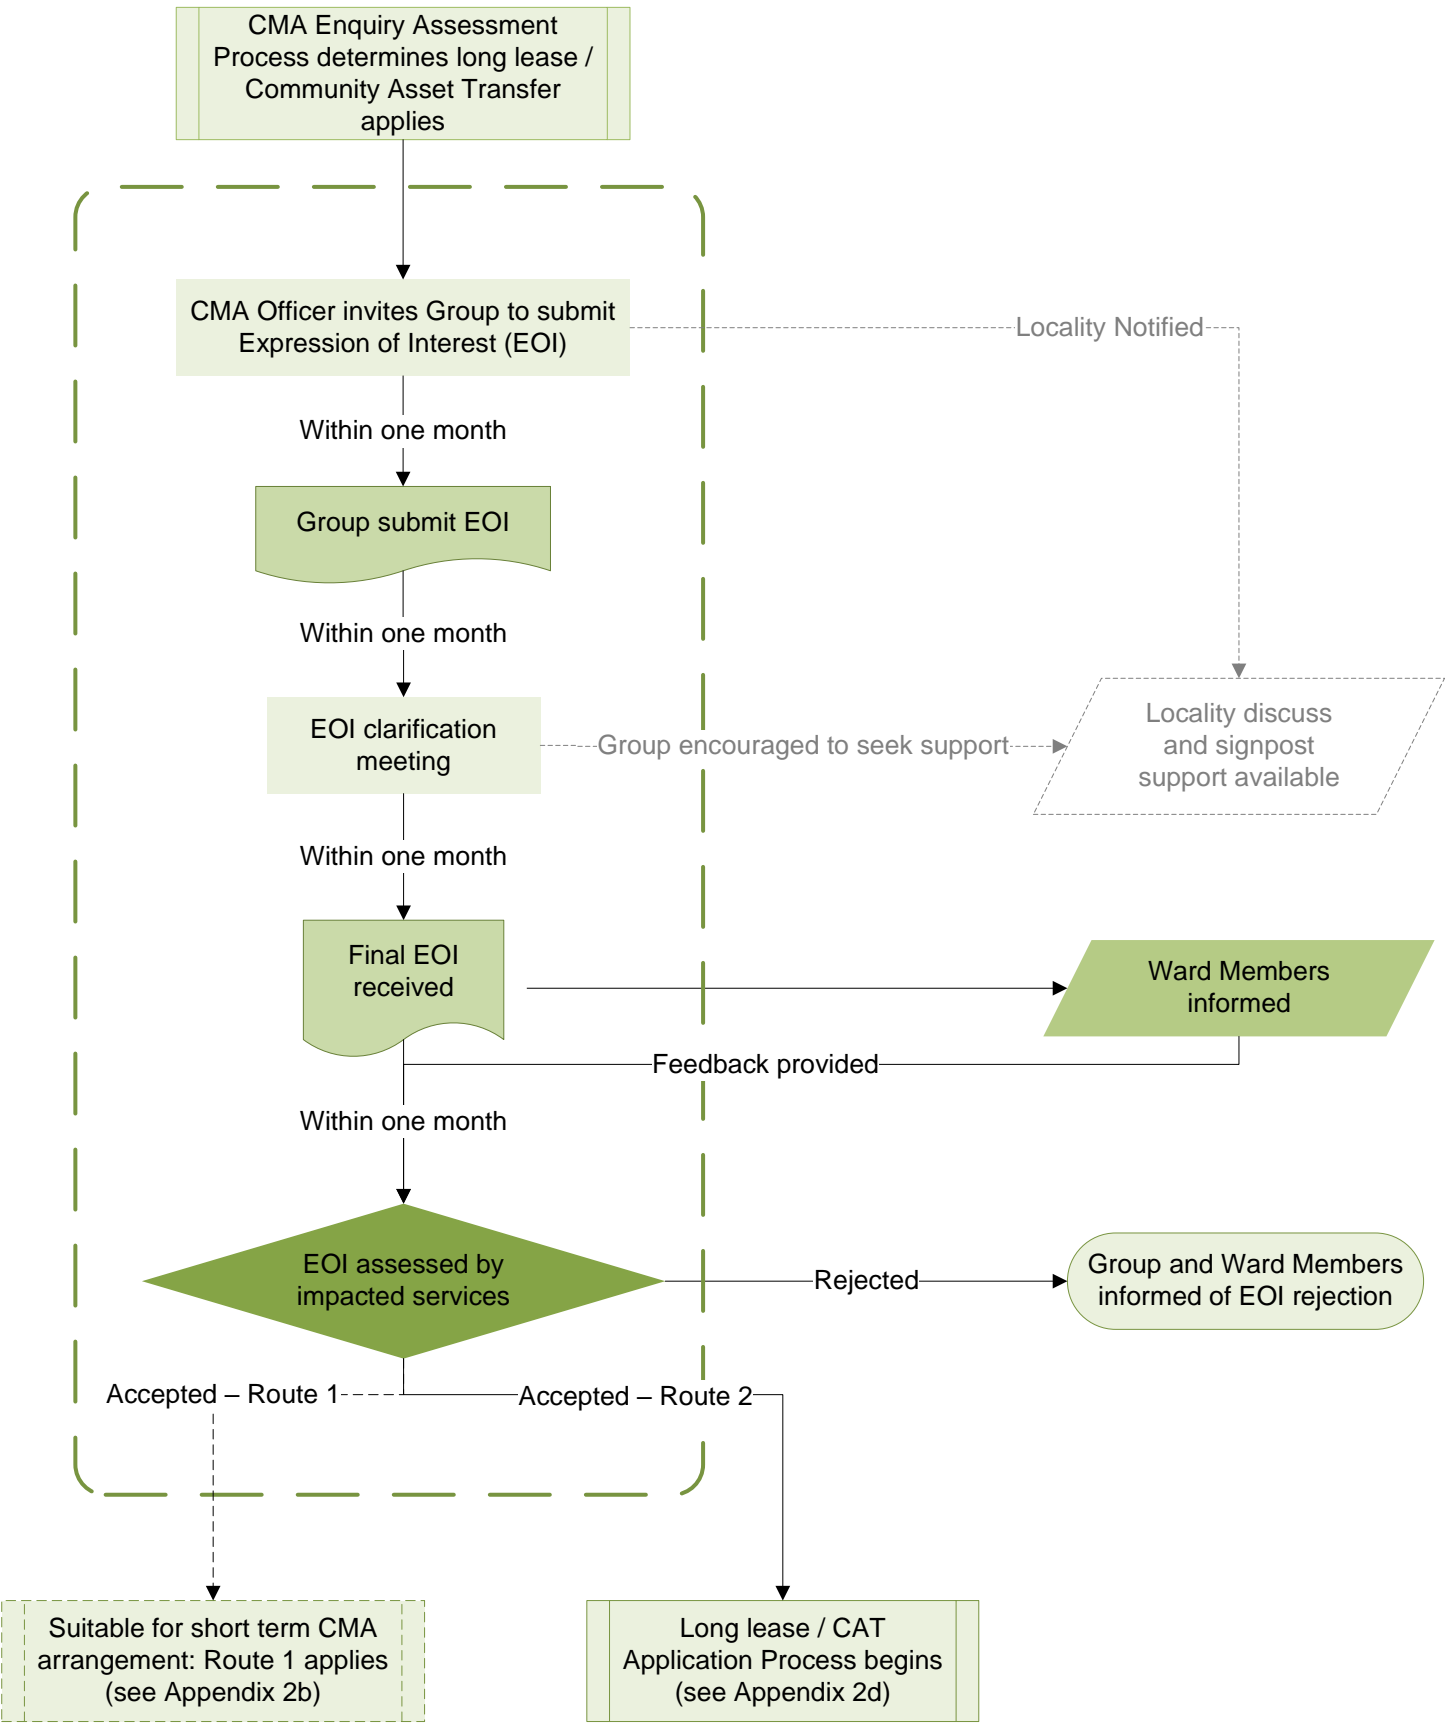 CMA Enquiry Assessment
Process determines long lease /
Community Asset Transfer
applies
CMA Officer invites Group to submit
Expression of Interest (EOI)
Locality Notified
Within one month
Group submit EOI
Within one month
EOI clarification
meeting
Group encouraged to seek support
Locality discuss
and signpost
support available
Within one month
Final EOI
received
Ward Members
informed
Feedback provided
Within one month
EOI assessed by
impacted services
Rejected
Group and Ward Members
informed of EOI rejection
Accepted – Route 1
Accepted – Route 2
Suitable for short term CMA
arrangement: Route 1 applies
(see Appendix 2b)
Long lease / CAT
Application Process begins
(see Appendix 2d)